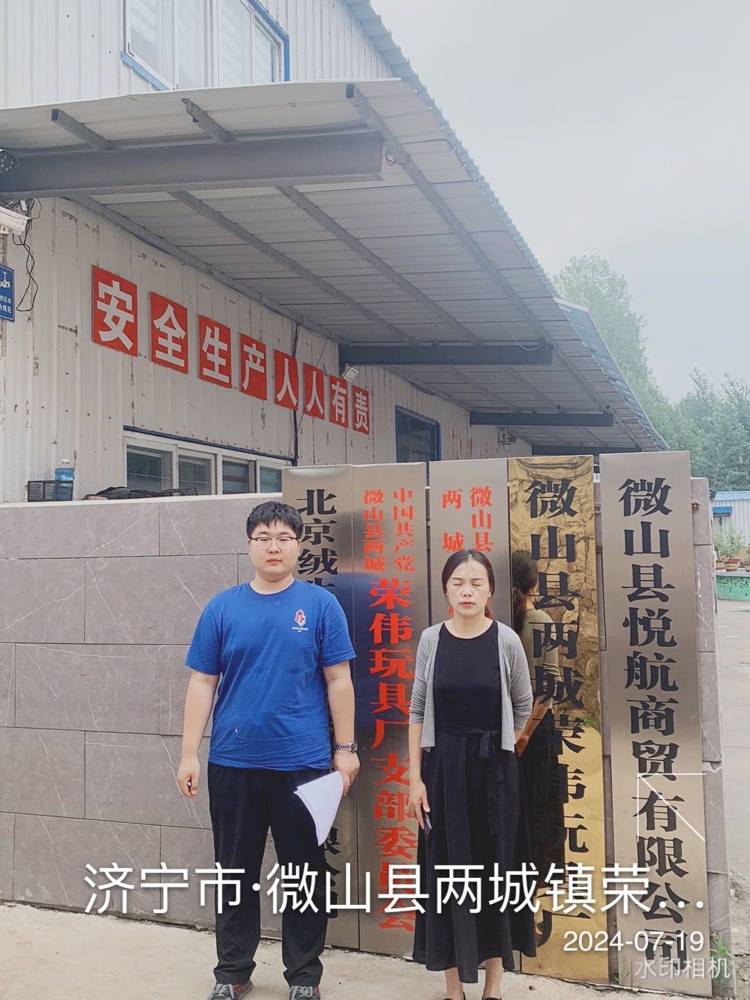 安全生产人人有责
北京绒
中国共产党
微山县两城
荣伟玩具厂支部委员会
微山县
两城
微山县两城荣伟玩具厂
微山县悦航商贸有限公司
济宁市·微山县两城镇荣...
2024-07-19
水印相机